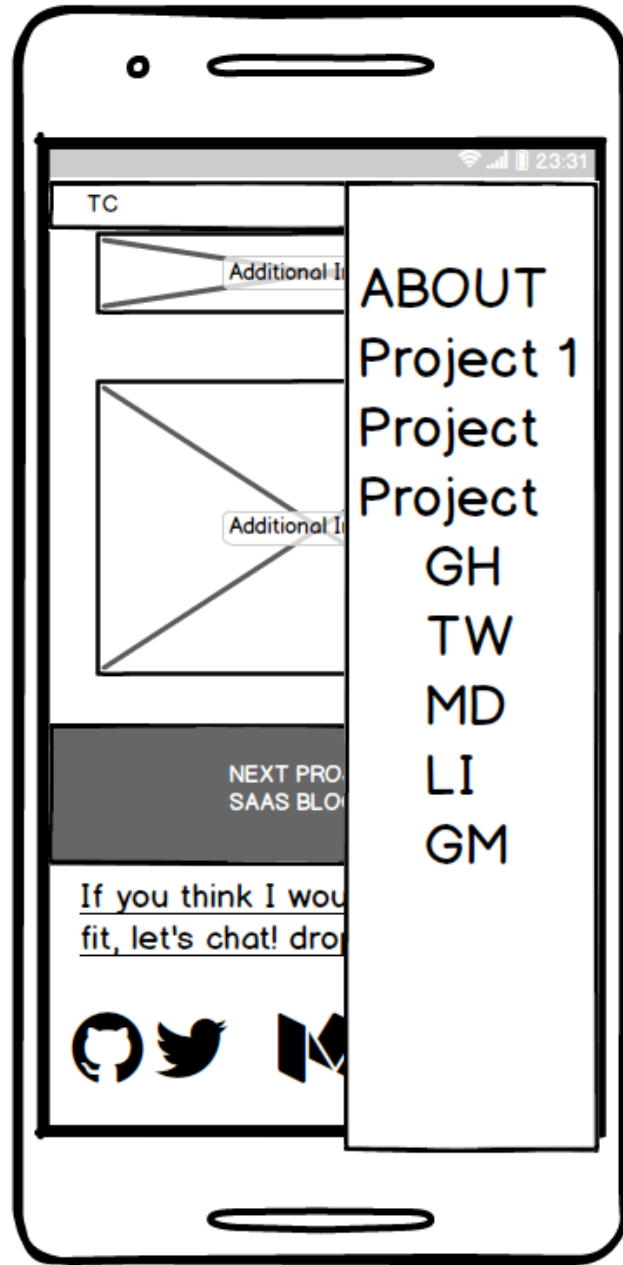 23:31
TC
Additional I
ABOUT
Project 1
Project
Project
GH
TW
MD
LI
GM
Additional I
NEXT PRO
SAAS BLO
If you think I wou
fit, let's chat! drop